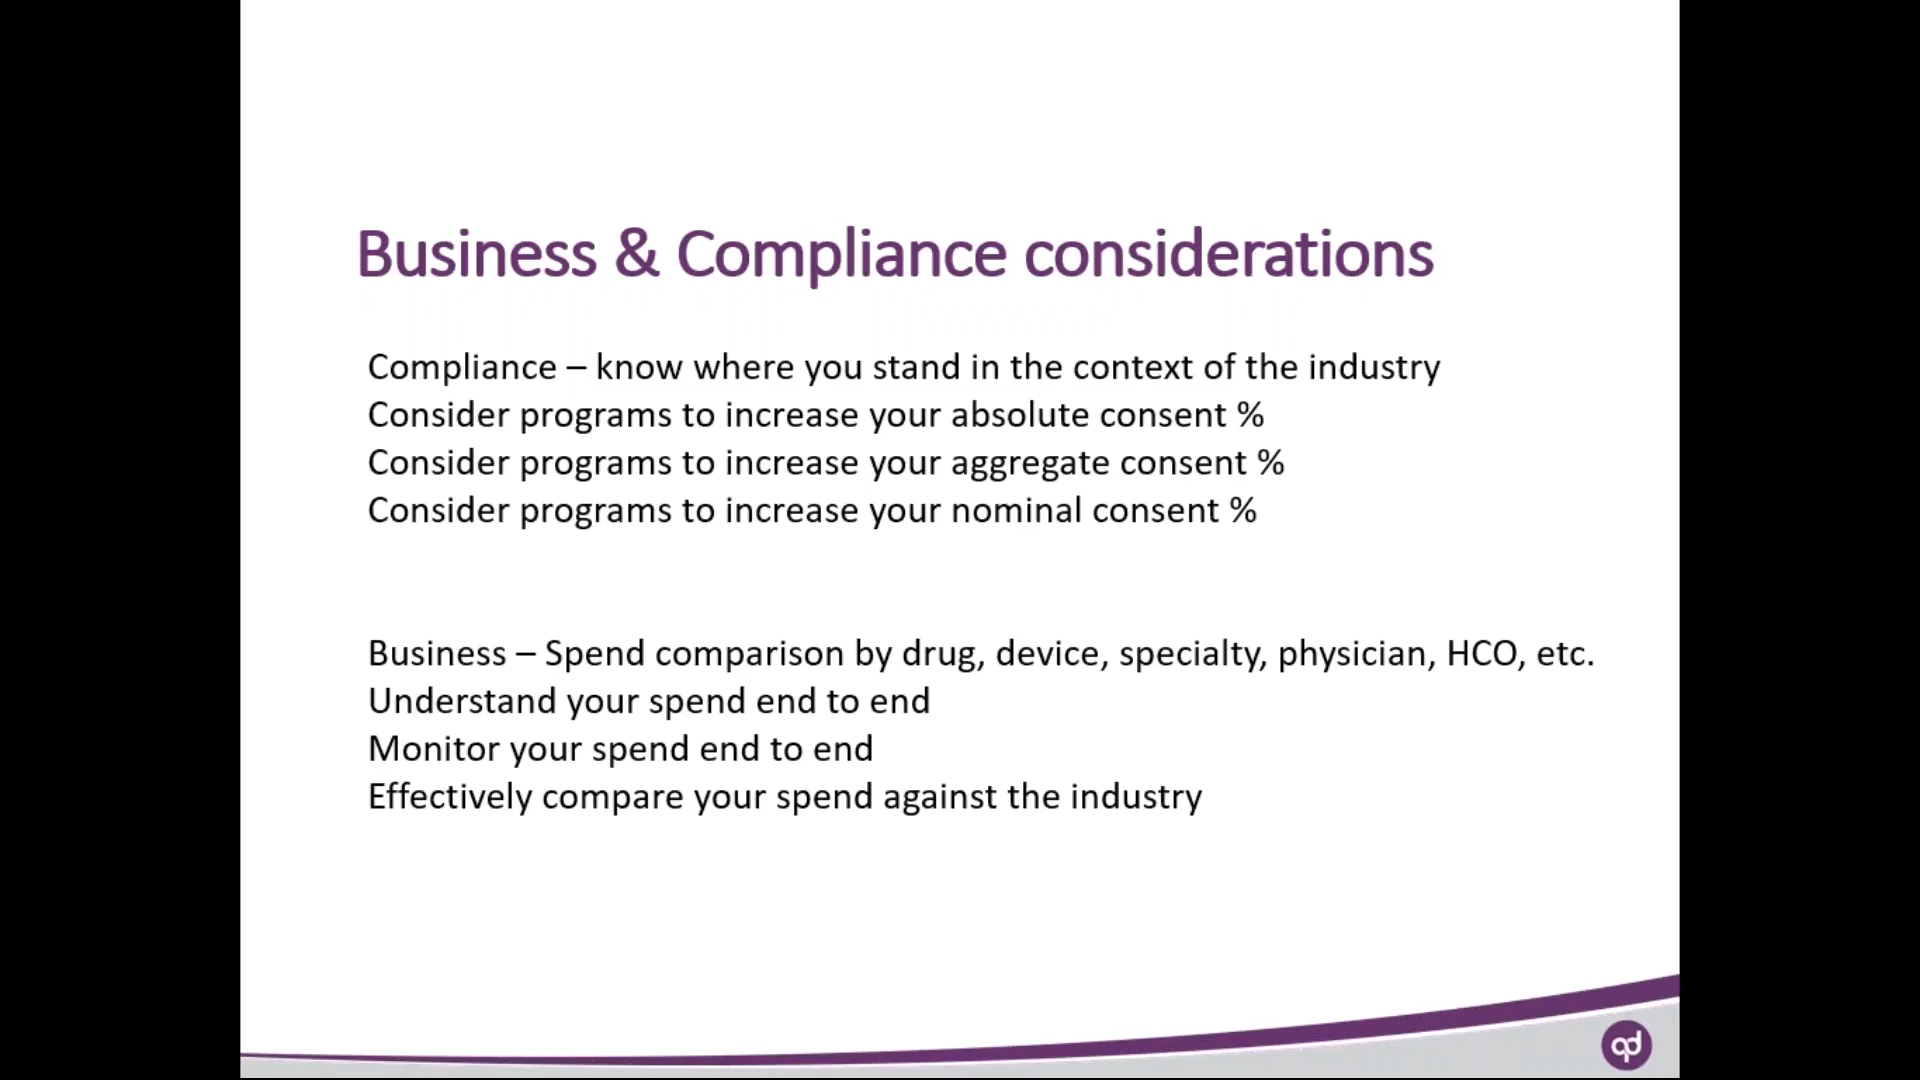 Business & Compliance considerations
Compliance – know where you stand in the context of the industry
Consider programs to increase your absolute consent %
Consider programs to increase your aggregate consent %
Consider programs to increase your nominal consent %
Business – Spend comparison by drug, device, specialty, physician, HCO, etc.
Understand your spend end to end
Monitor your spend end to end
Effectively compare your spend against the industry
qd